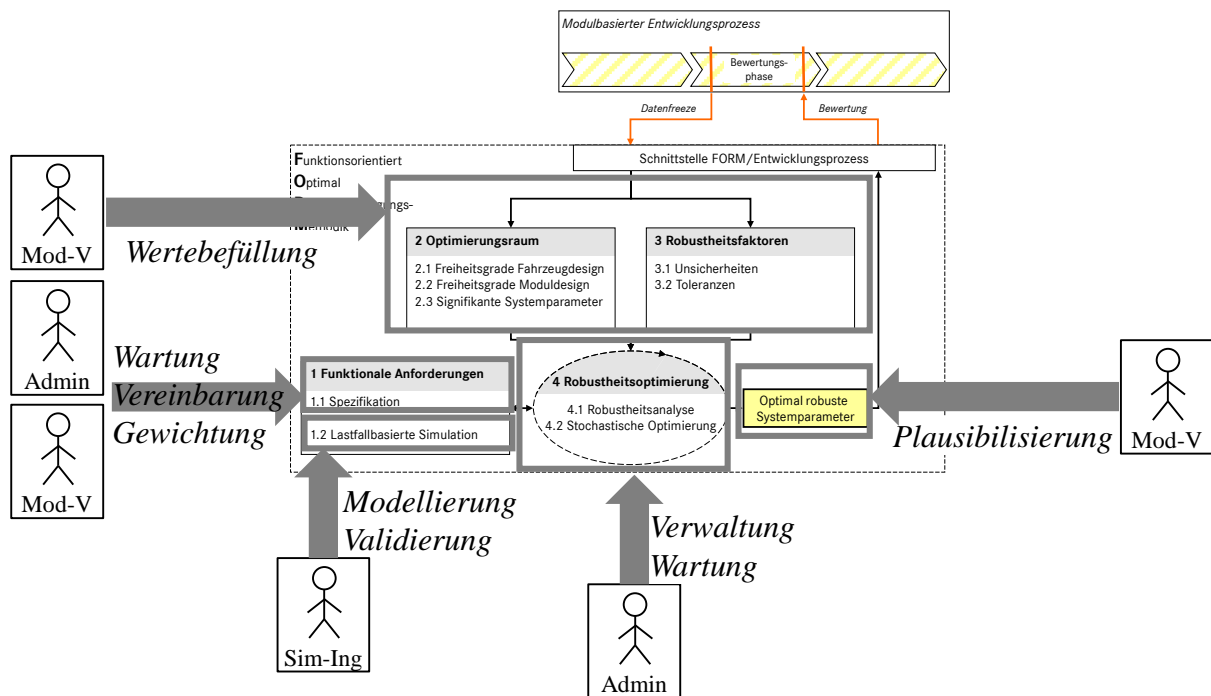 Modulbasierter Entwicklungsprozess
Bewertungs-
phase
Datenfreeze
Bewertung
Schnittstelle FORM/Entwicklungsprozess
Funktionsorientiert
Optimal
gungs-
Methodik
Mod-V
Wertebefüllung
2 Optimierungsraum
2.1 Freiheitsgrade Fahrzeugdesign
2.2 Freiheitsgrade Moduldesign
2.3 Signifikante Systemparameter
3 Robustheitsfaktoren
3.1 Unsicherheiten
3.2 Toleranzen
Admin
Mod-V
Wartung
Vereinbarung
Gewichtung
1 Funktionale Anforderungen
1.1 Spezifikation
1.2 Lastfallbasierte Simulation
4 Robustheitsoptimierung
4.1 Robustheitsanalyse
4.2 Stochastische Optimierung
Optimal robuste
Systemparameter
Plausibilisierung
Mod-V
Modellierung
Validierung
Sim-Ing
Verwaltung
Wartung
Admin